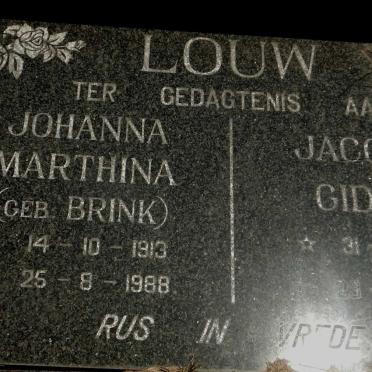 LOUW
TER GEDAGTENIS AA
JOHANNA
MARTHINA
(GEB. BRINK)
14 - 10 - 1913
25 - 8 - 1988
JACO
GID
☆ 31
RUS IN VREDE